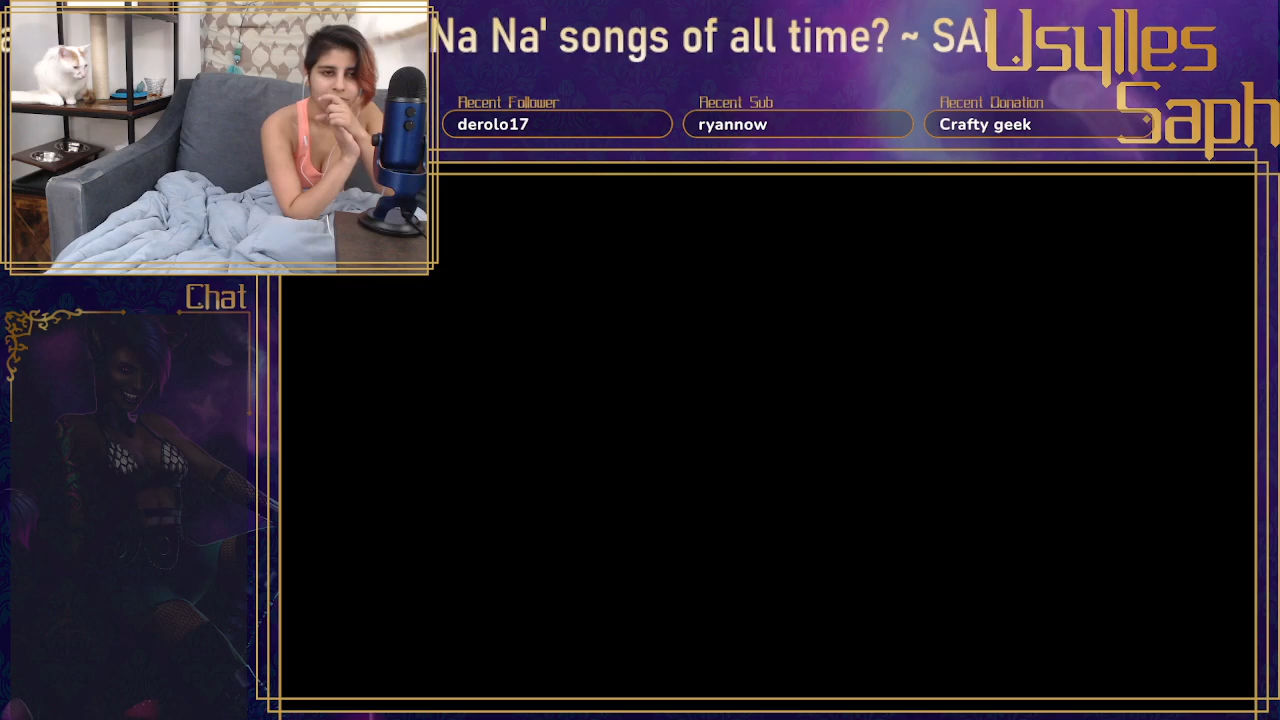 Na Na' songs of all time? ~ SA
Usylles
Saph
Recent Follower
derolo17
Recent Sub
ryannow
Recent Donation
Crafty geek
Chat